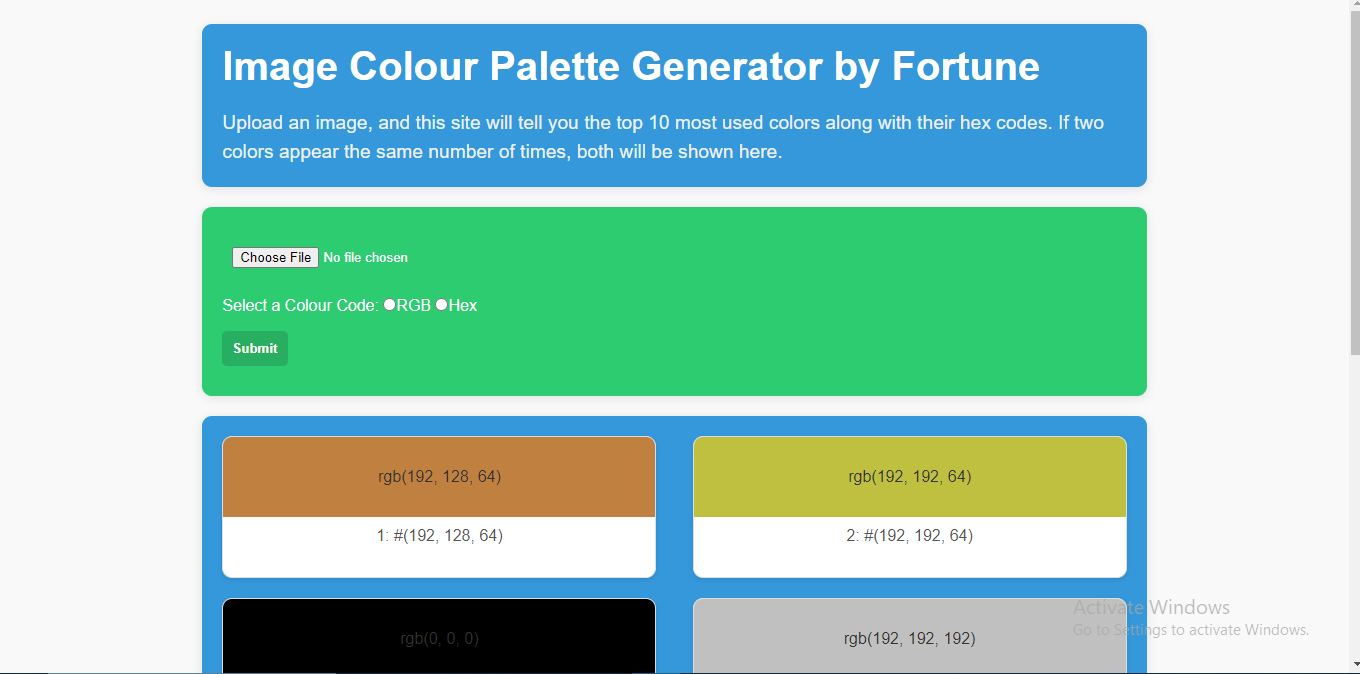 Image Colour Palette Generator by Fortune
Upload an image, and this site will tell you the top 10 most used colors along with their hex codes. If two
colors appear the same number of times, both will be shown here.
Choose File No file chosen
Select a Colour Code: RGB Hex
Submit
rgb(192, 128, 64)
1: #(192, 128, 64)
rgb(192, 192, 64)
2: #(192, 192, 64)
rgb(0, 0, 0)
rgb(192, 192, 192)
Activate Windows
Go to Settings to activate Windows.